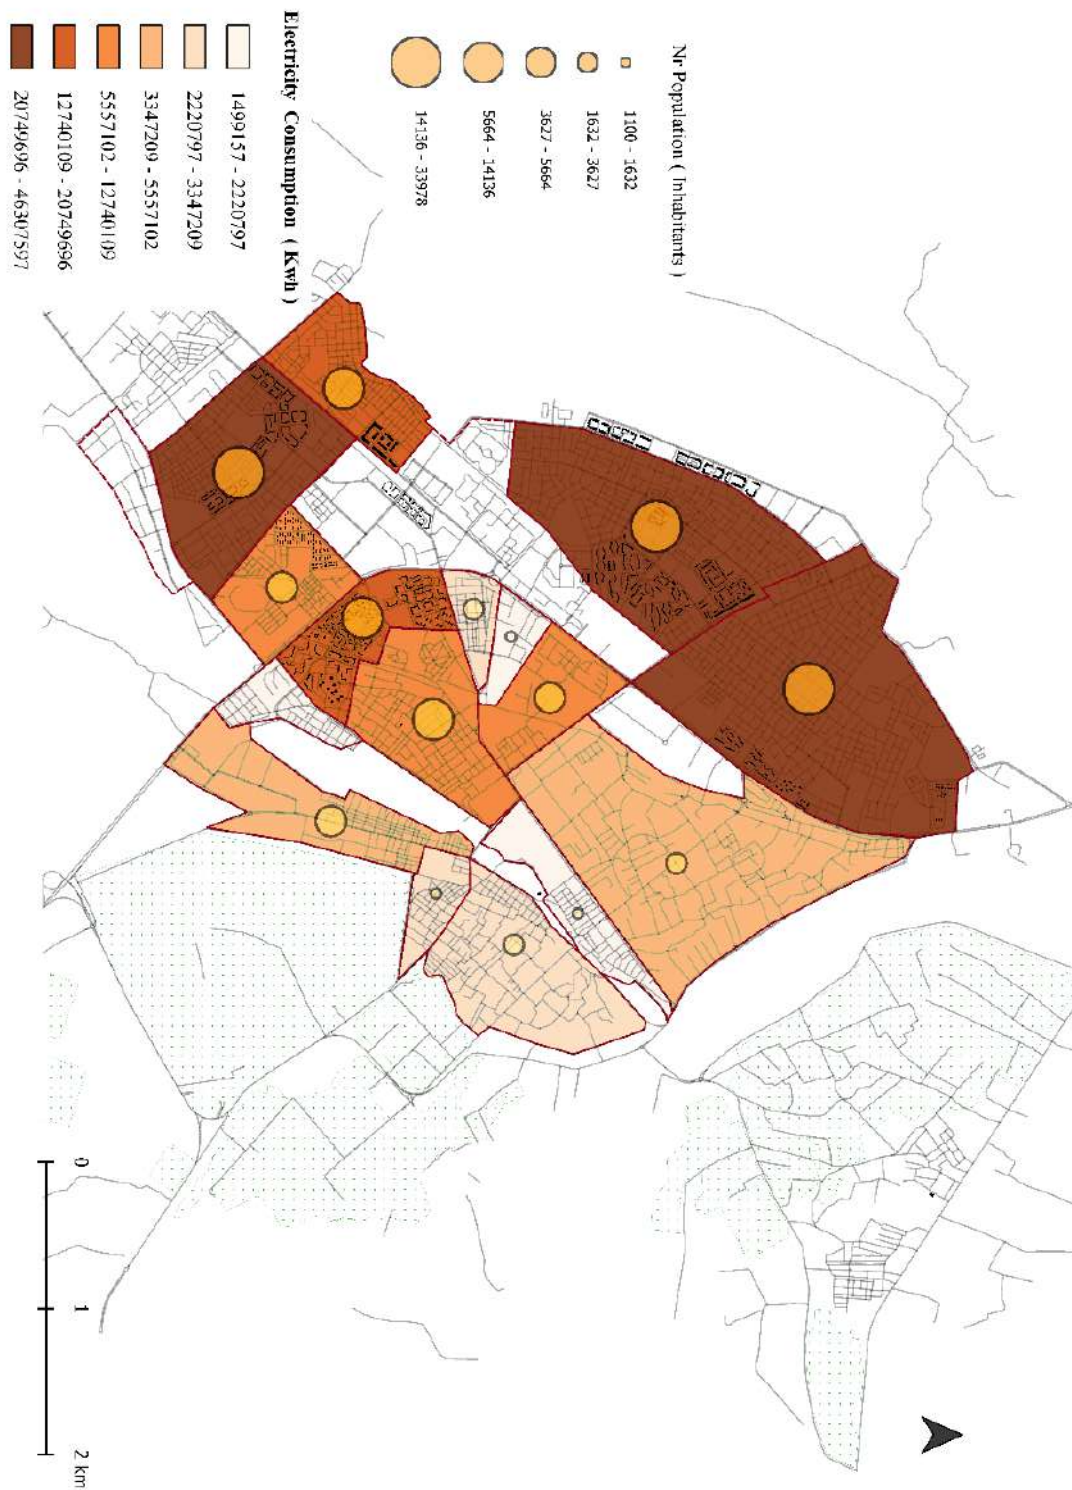 Nr Population ( Inhabitants )
1100 - 1632
1632 - 3627
3627 - 5664
5664 - 14136
14136 - 33978
Electricity Consumption ( Kwh )
1499157 - 2220797
2220797 - 3347209
3347209 - 5557102
5557102 - 12740109
12740109 - 20749696
20749696 - 46307597
0
1
2 km